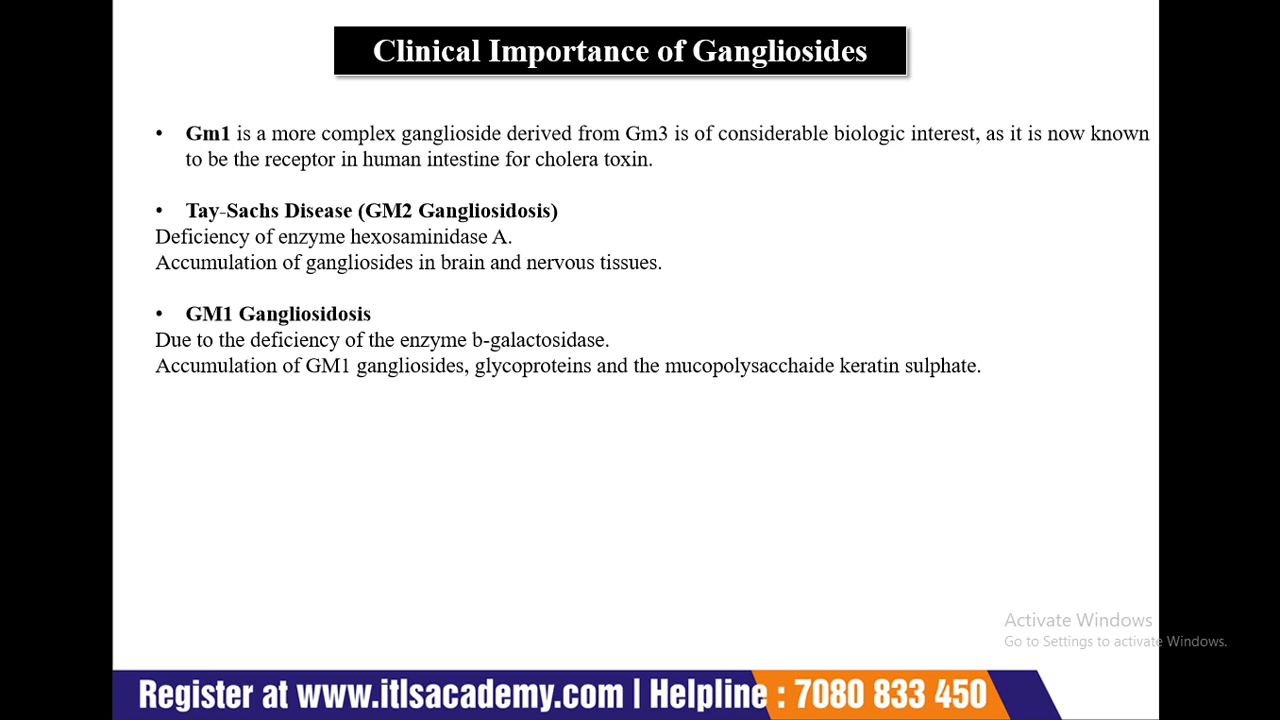 Clinical Importance of Gangliosides
• Gm1 is a more complex ganglioside derived from Gm3 is of considerable biologic interest, as it is now known
to be the receptor in human intestine for cholera toxin.
• Tay-Sachs Disease (GM2 Gangliosidosis)
Deficiency of enzyme hexosaminidase A.
Accumulation of gangliosides in brain and nervous tissues.
• GM1 Gangliosidosis
Due to the deficiency of the enzyme b-galactosidase.
Accumulation of GM1 gangliosides, glycoproteins and the mucopolysacchaide keratin sulphate.
Activate Windows
Go to Settings to activate Windows.
Register at www.itlsacademy.com | Helpline : 7080 833 450